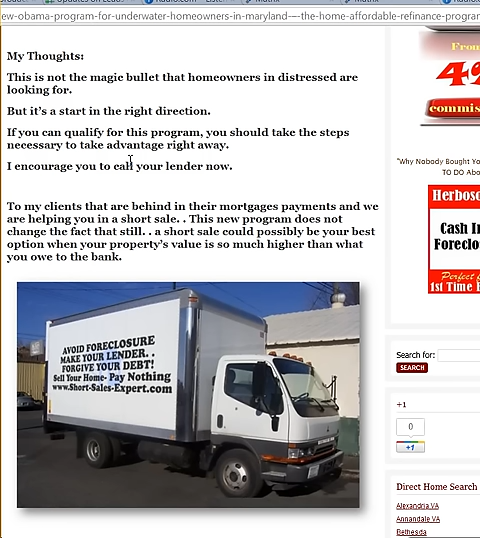 ew-obama-program-for-underwater-homeowners-in-maryland-—-the-home-affordable-refinance-program
My Thoughts:
This is not the magic bullet that homeowners in distressed are
looking for.
But it's a start in the right direction.
If you can qualify for this program, you should take the steps
necessary to take advantage right away.
I encourage you to call your lender now.
To my clients that are behind in their mortgages payments and we
are helping you in a short sale. . This new program does not
change the fact that still. . a short sale could possibly be your best
option when your property's value is so much higher than what
you owe to the bank.
AVOID FORECLOSURE
MAKE YOUR LENDER. .
FORGIVE YOUR DEBT!
Sell Your Home- Pay Nothing
www.Short-Sales-Expert.com
From
4%
commis
"Why Nobody Bought Yo
TO DO Abo
Herbos
Cash In
Foreclo
Perfect f
1st Time B
Search for:
SEARCH
+1
0
+1
Direct Home Search
Alexandria VA
Annandale VA
Bethesda